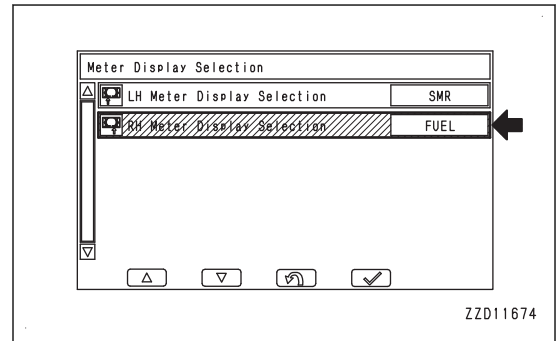 Meter Display Selection
LH Meter Display Selection SMR
RH Meter Display Selection FUEL
ZZD11674